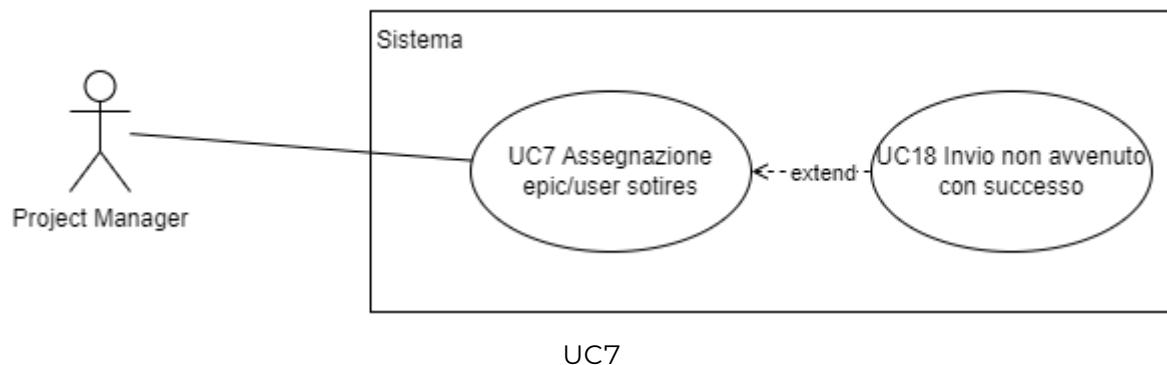 Sistema
Project Manager
UC7 Assegnazione
epic/user sotires
extend
UC18 Invio non avvenuto
con successo
UC7